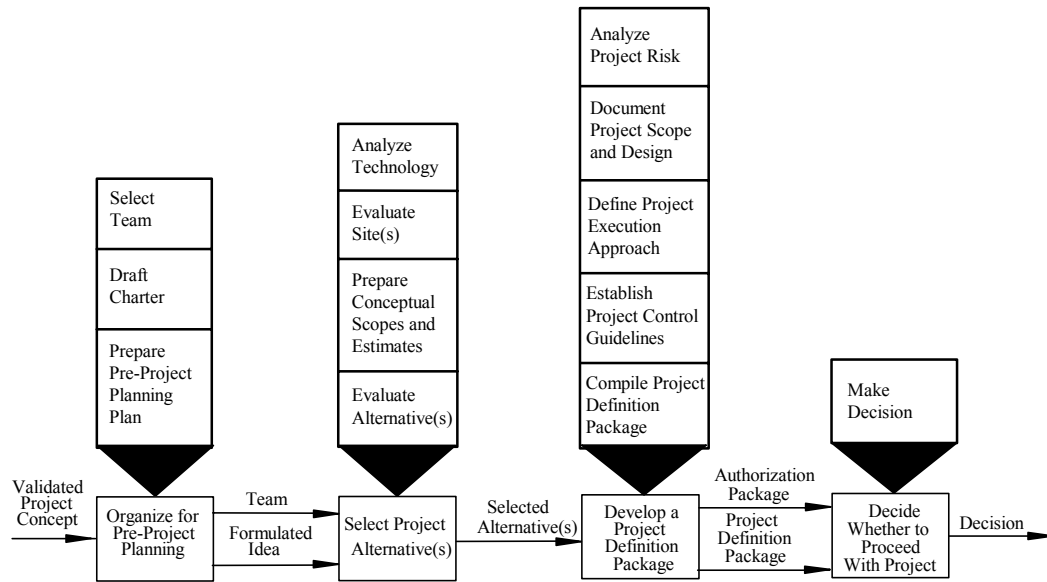 Select
Team
Draft
Charter
Prepare
Pre-Project
Planning
Plan
Analyze
Technology
Evaluate
Site(s)
Prepare
Conceptual
Scopes and
Estimates
Evaluate
Alternative(s)
Analyze
Project Risk
Document
Project Scope
and Design
Define Project
Execution
Approach
Establish
Project Control
Guidelines
Compile Project
Definition
Package
Make
Decision
Validated
Project
Concept
Organize for
Pre-Project
Planning
Team
Formulated
Idea
Select Project
Alternative(s)
Selected
Alternative(s)
Develop a
Project
Definition
Package
Authorization
Package
Project
Definition
Package
Decide
Whether to
Proceed
With Project
Decision